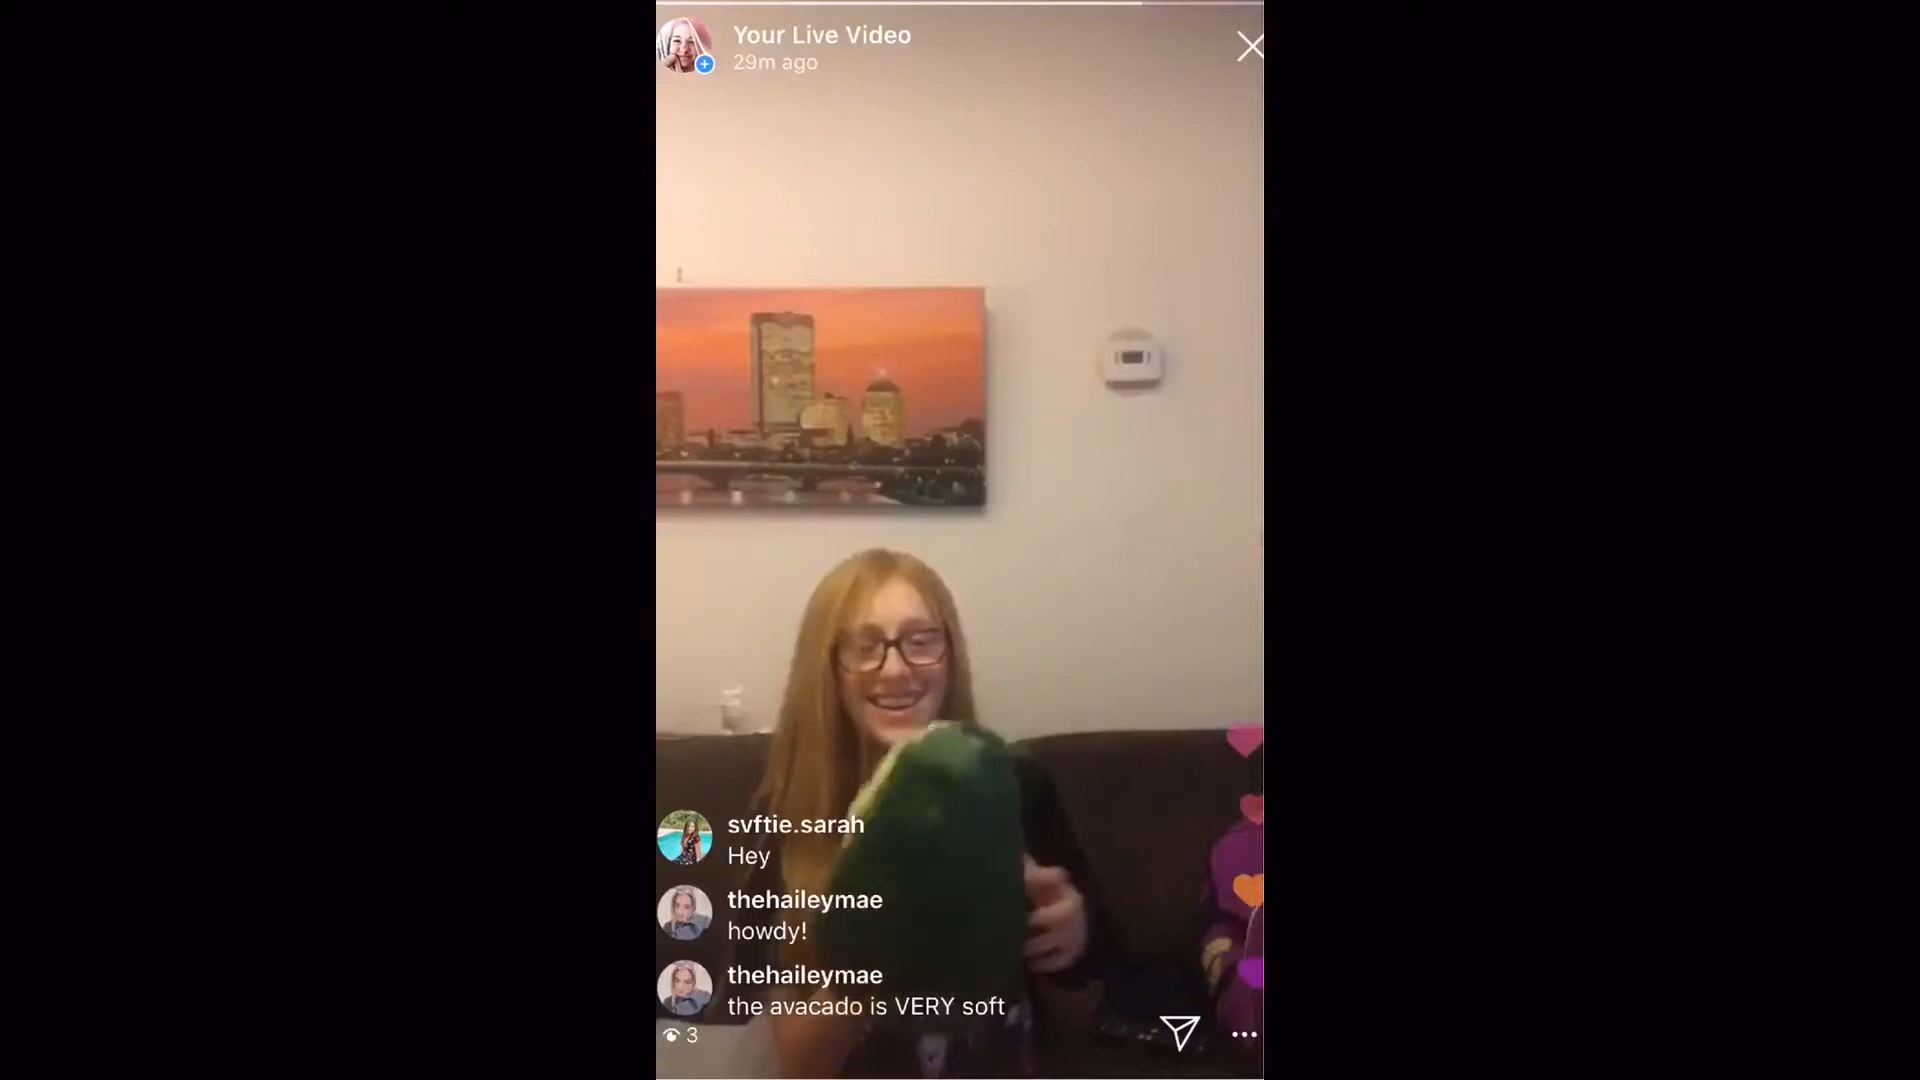 Your Live Video
29m ago
svftie.sarah
Hey
thehaileymae
howdy!
thehaileymae
the avacado is VERY soft
3